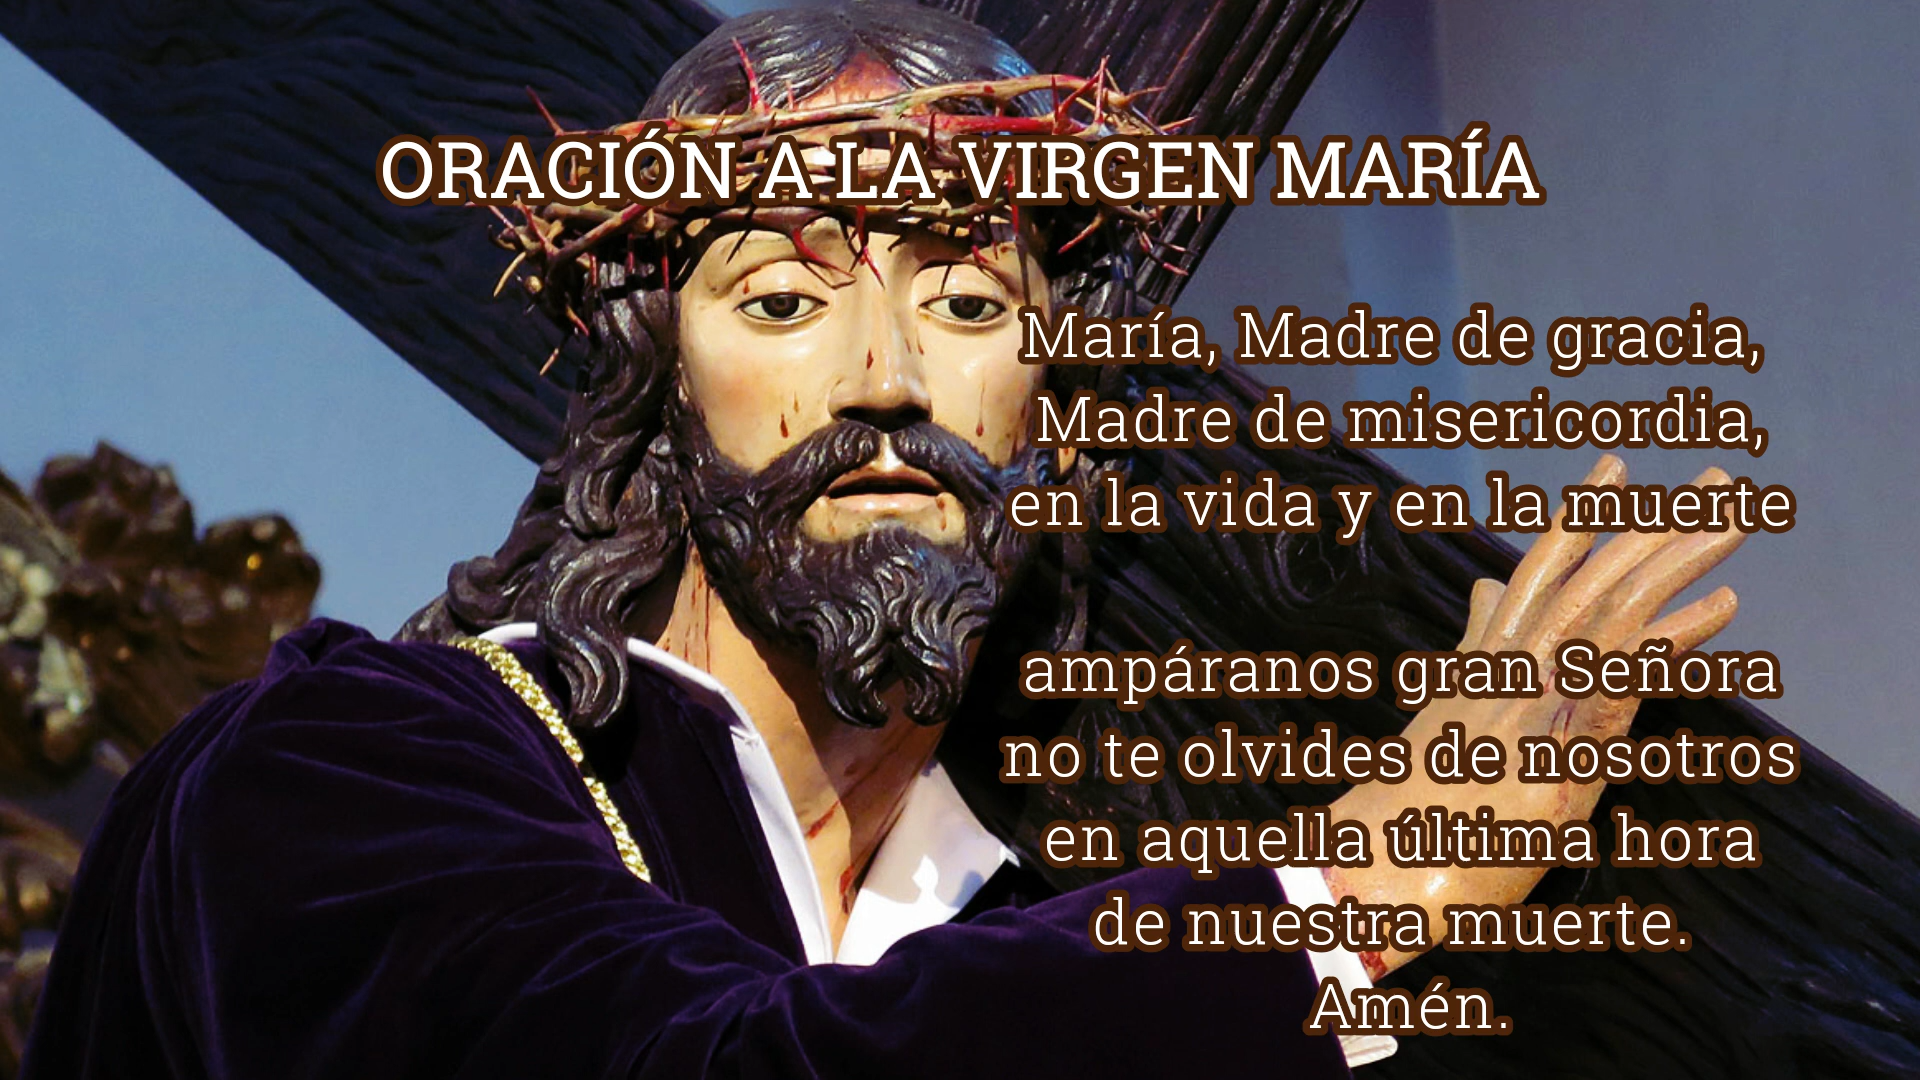 ORACIÓN A LA VIRGEN MARÍA
María, Madre de gracia,
Madre de misericordia,
en la vida y en la muerte
ampáranos gran Señora
no te olvides de nosotros
en aquella última hora
de nuestra muerte.
Amén.